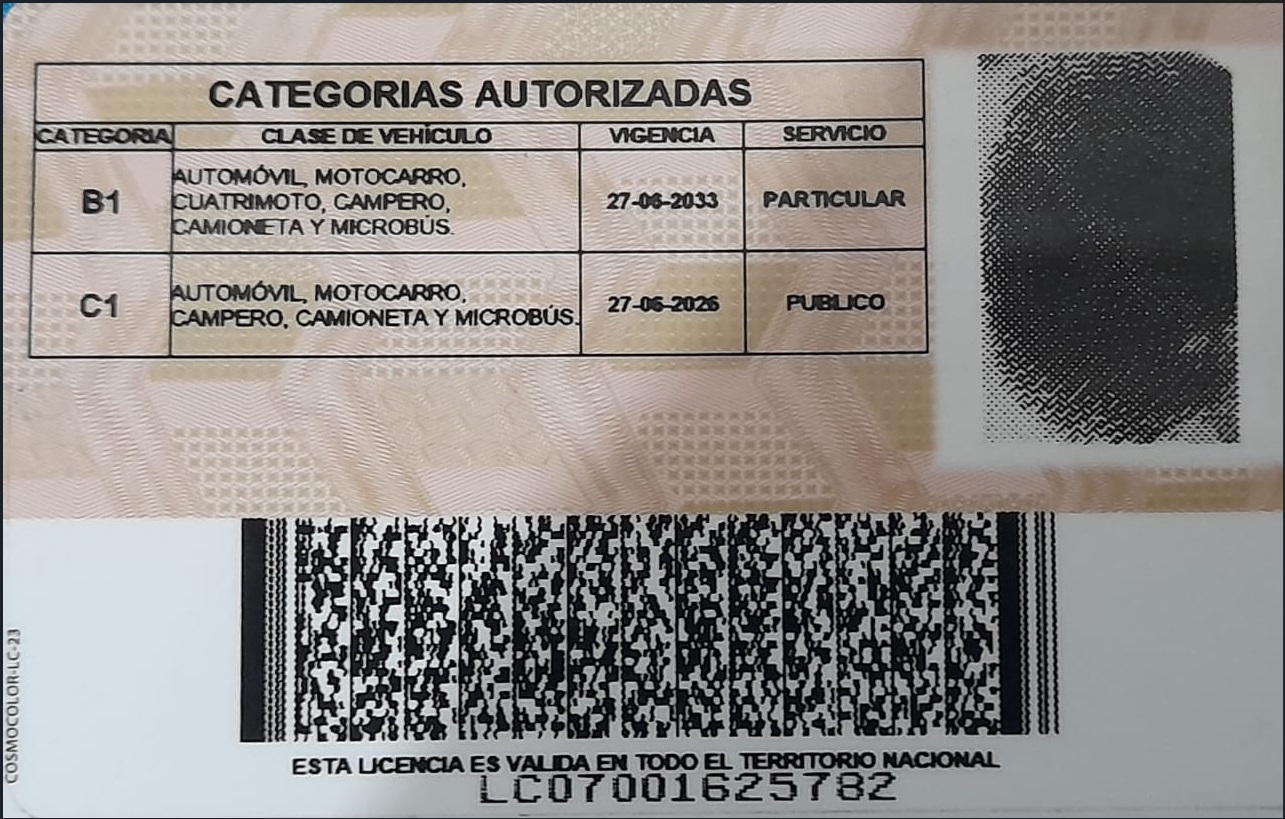 CATEGORIAS AUTORIZADAS
CATEGORIA CLASE DE VEHÍCULO VIGENCIA SERVICIO
B1 AUTOMÓVIL, MOTOCARRO, CUATRIMOTO, CAMPERO, CAMIONETA Y MICROBÚS. 27-06-2033 PARTICULAR
C1 AUTOMÓVIL, MOTOCARRO, CAMPERO, CAMIONETA Y MICROBÚS. 27-06-2026 PUBLICO
COSMOCOLOR-LC-23
ESTA LICENCIA ES VALIDA EN TODO EL TERRITORIO NACIONAL
LC07001625782